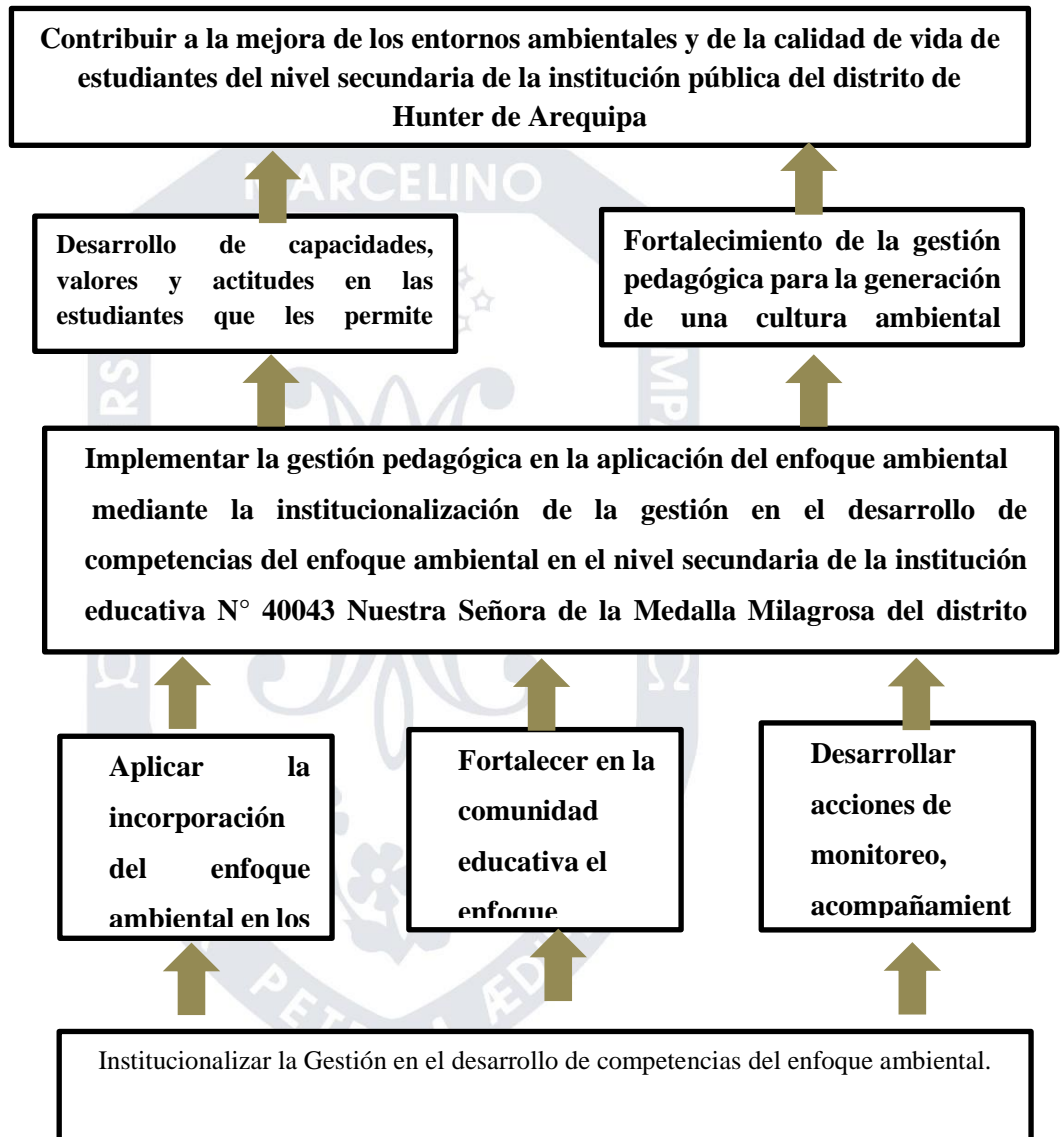 Contribuir a la mejora de los entornos ambientales y de la calidad de vida de
estudiantes del nivel secundaria de la institución pública del distrito de
Hunter de Arequipa
MARCELINO
Desarrollo de capacidades,
valores y actitudes en las
estudiantes que les permite
Fortalecimiento de la gestión
pedagógica para la generación
de una cultura ambiental
Implementar la gestión pedagógica en la aplicación del enfoque ambiental
mediante la institucionalización de la gestión en el desarrollo de
competencias del enfoque ambiental en el nivel secundaria de la institución
educativa N° 40043 Nuestra Señora de la Medalla Milagrosa del distrito
Aplicar la
incorporación
del enfoque
ambiental en los
Fortalecer en la
comunidad
educativa el
enfoque
Desarrollar
acciones de
monitoreo,
acompañamient
Institucionalizar la Gestión en el desarrollo de competencias del enfoque ambiental.